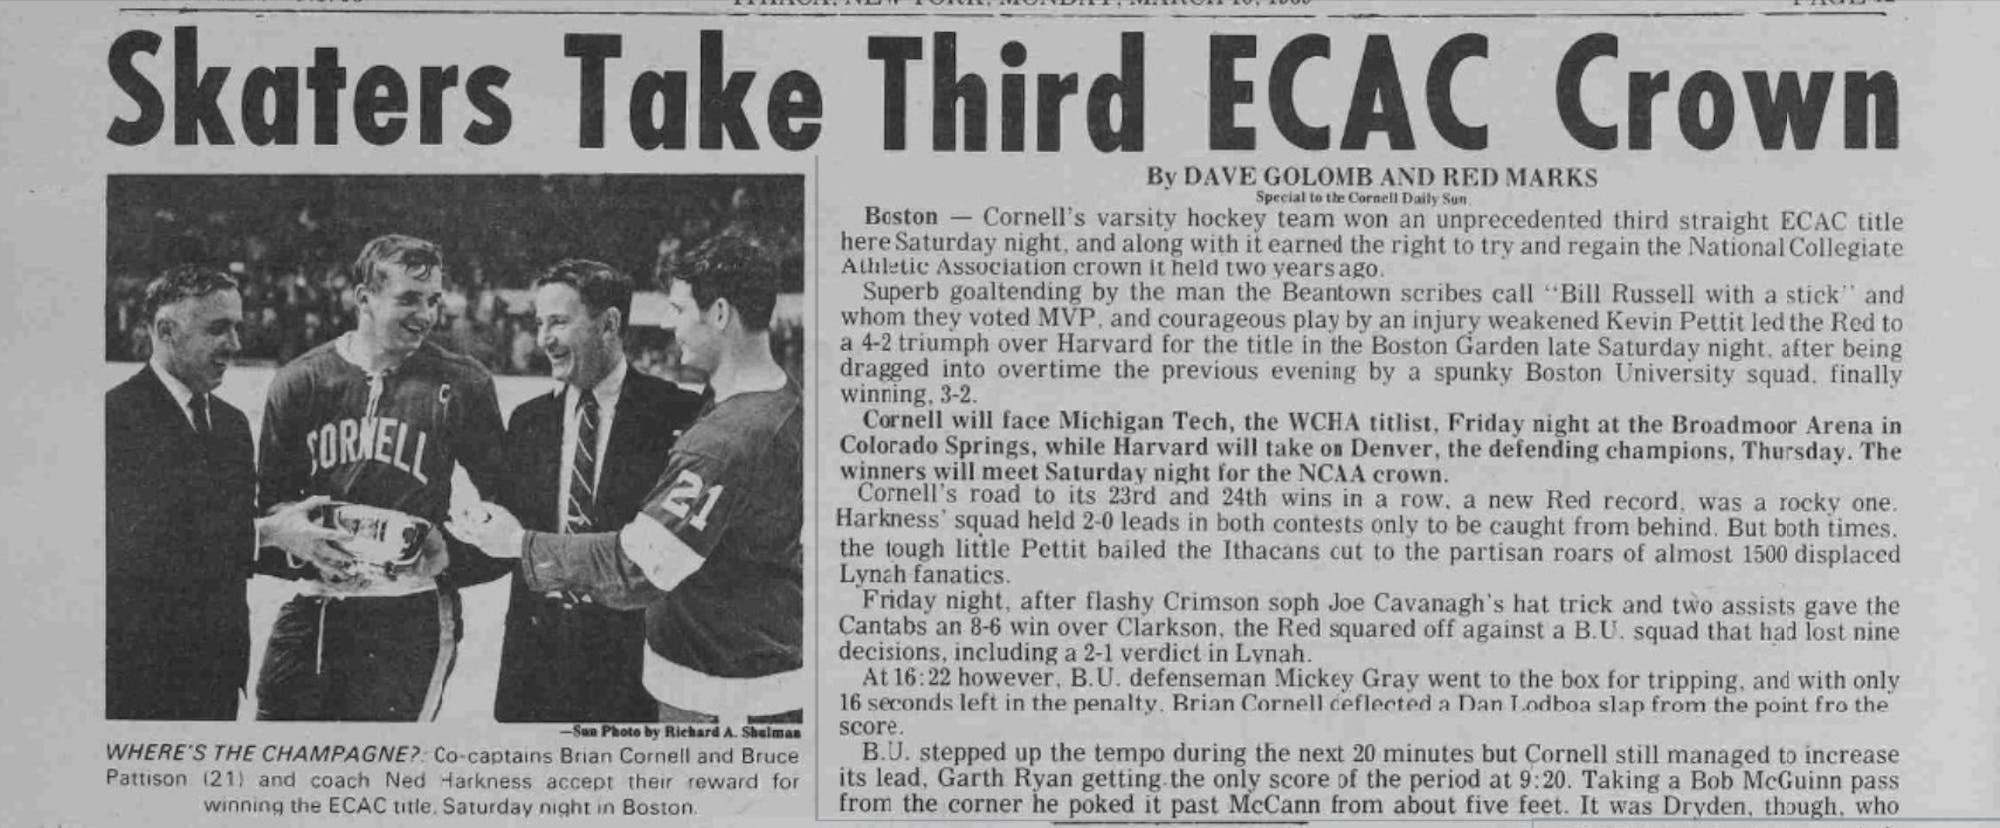 Skaters Take Third ECAC Crown
—Sun Photo by Richard A. Shulman
WHERE'S THE CHAMPAGNE?: Co-captains Brian Cornell and Bruce
Pattison (21) and coach Ned Harkness accept their reward for
winning the ECAC title, Saturday night in Boston.
CORNELL
C
21
By DAVE GOLOMB AND RED MARKS
Special to the Cornell Daily Sun
Boston — Cornell's varsity hockey team won an unprecedented third straight ECAC title
here Saturday night, and along with it earned the right to try and regain the National Collegiate
Athletic Association crown it held two years ago.
Superb goaltending by the man the Beantown scribes call "Bill Russell with a stick" and
whom they voted MVP, and courageous play by an injury weakened Kevin Pettit led the Red to
a 4-2 triumph over Harvard for the title in the Boston Garden late Saturday night, after being
dragged into overtime the previous evening by a spunky Boston University squad, finally
winning, 3-2.
Cornell will face Michigan Tech, the WCHA titlist, Friday night at the Broadmoor Arena in
Colorado Springs, while Harvard will take on Denver, the defending champions, Thursday. The
winners will meet Saturday night for the NCAA crown.
Cornell's road to its 23rd and 24th wins in a row, a new Red record, was a rocky one.
Harkness' squad held 2-0 leads in both contests only to be caught from behind. But both times,
the tough little Pettit bailed the Ithacans out to the partisan roars of almost 1500 displaced
Lynah fanatics.
Friday night, after flashy Crimson soph Joe Cavanagh's hat trick and two assists gave the
Cantabs an 8-6 win over Clarkson, the Red squared off against a B.U. squad that had lost nine
decisions, including a 2-1 verdict in Lynah.
At 16:22 however, B.U. defenseman Mickey Gray went to the box for tripping, and with only
16 seconds left in the penalty, Brian Cornell deflected a Dan Lodboa slap from the point fro the
score.
B.U. stepped up the tempo during the next 20 minutes but Cornell still managed to increase
its lead, Garth Ryan getting the only score of the period at 9:20. Taking a Bob McGuinn pass
from the corner he poked it past McCann from about five feet. It was Dryden, though, who